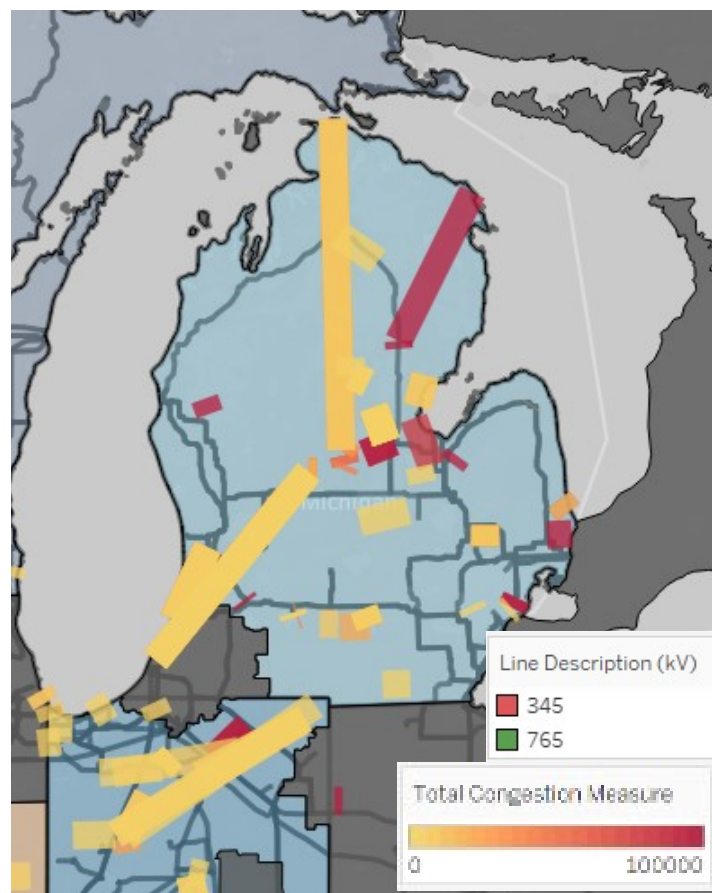 Michigan
Line Description (kV)
345
765
Total Congestion Measure
0 100000